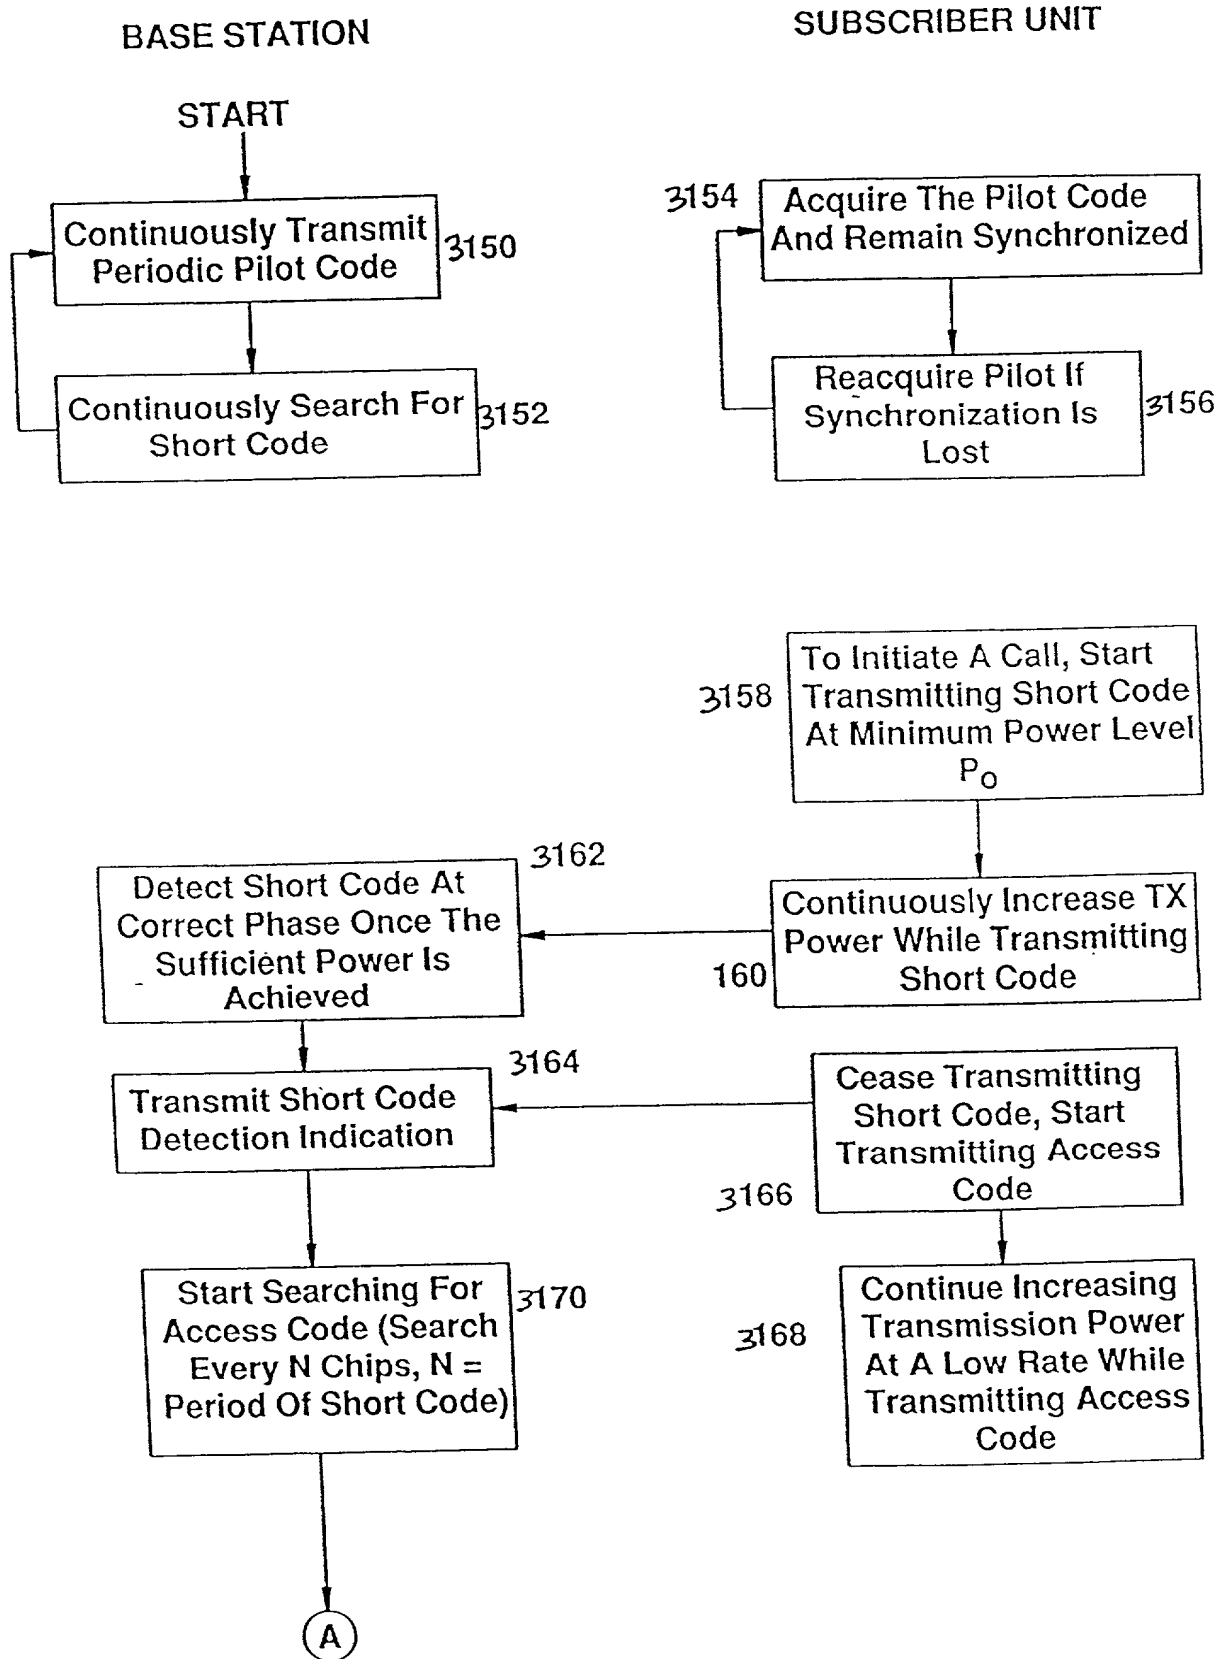 BASE STATION
SUBSCRIBER UNIT
START
Continuously Transmit
Periodic Pilot Code
3150
3154
Acquire The Pilot Code
And Remain Synchronized
Continuously Search For
Short Code
3152
Reacquire Pilot If
Synchronization Is
Lost
3156
3158
To Initiate A Call, Start
Transmitting Short Code
At Minimum Power Level
Po
3162
Detect Short Code At
Correct Phase Once The
Sufficient Power Is
Achieved
Continuously Increase TX
Power While Transmitting
Short Code
160
3164
Transmit Short Code
Detection Indication
Cease Transmitting
Short Code, Start
Transmitting Access
Code
3166
Start Searching For
Access Code (Search
Every N Chips, N =
Period Of Short Code)
3170
3168
Continue Increasing
Transmission Power
At A Low Rate While
Transmitting Access
Code
A